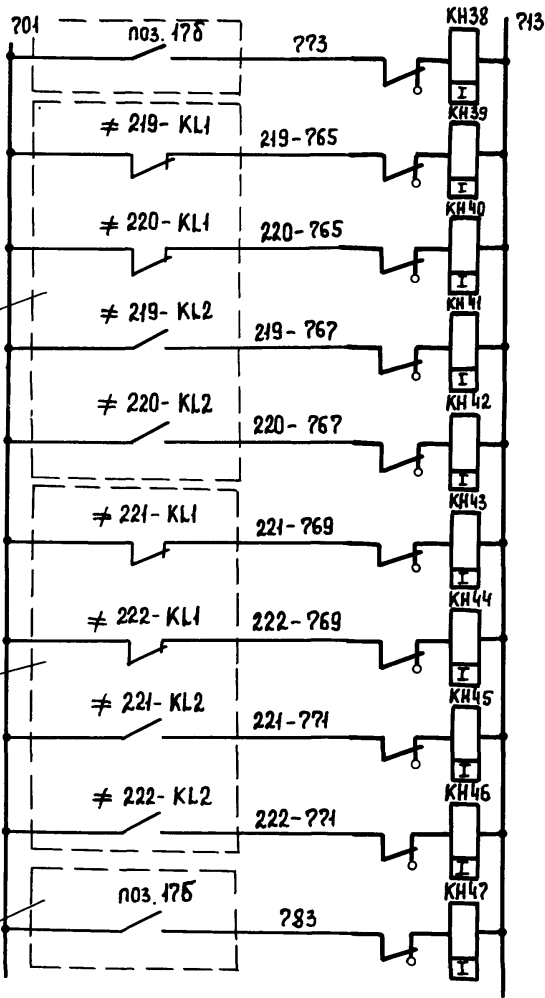 701 713
поз. 17б 773 КН38
I
≠ 219-KL1 219-765 КН39
I
≠ 220-KL1 220-765 КН40
I
≠ 219-KL2 219-767 КН41
I
≠ 220-KL2 220-767 КН42
I
≠ 221-KL1 221-769 КН43
I
≠ 222-KL1 222-769 КН44
I
≠ 221-KL2 221-771 КН45
I
≠ 222-KL2 222-771 КН46
I
поз. 17б 783 КН47
I